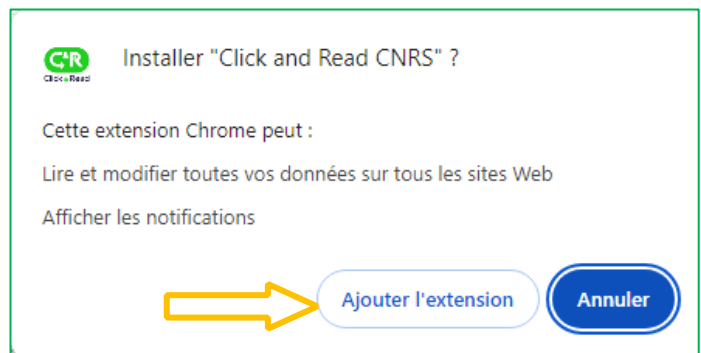 C&R
Click & Read
Installer "Click and Read CNRS" ?
Cette extension Chrome peut :
Lire et modifier toutes vos données sur tous les sites Web
Afficher les notifications
Ajouter l'extension
Annuler